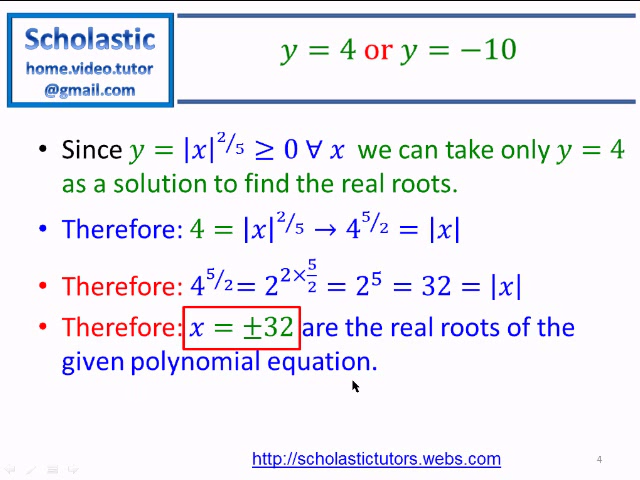 Scholastic
home.video.tutor
@gmail.com
y = 4 or y = −10
• Since y = |x|^{2/5} ≥ 0 ∀ x we can take only y = 4
as a solution to find the real roots.
• Therefore: 4 = |x|^{2/5} → 4^{5/2} = |x|
• Therefore: 4^{5/2} = 2^{2×\frac{5}{2}} = 2^5 = 32 = |x|
• Therefore: x = ±32 are the real roots of the
given polynomial equation.
http://scholastictutors.webs.com
4